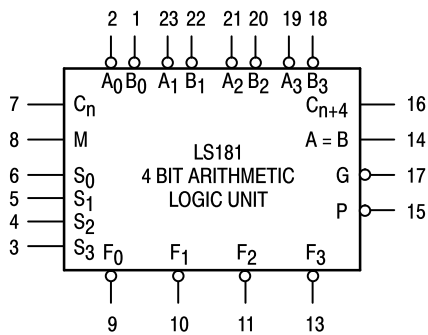 2 1 23 22 21 20 19 18
A0 B0 A1 B1 A2 B2 A3 B3
7 Cn Cn+4 16
8 M A = B 14
LS181
4 BIT ARITHMETIC
LOGIC UNIT
6 S0 G 17
5 S1
4 S2 P 15
3 S3
F0 F1 F2 F3
9 10 11 13